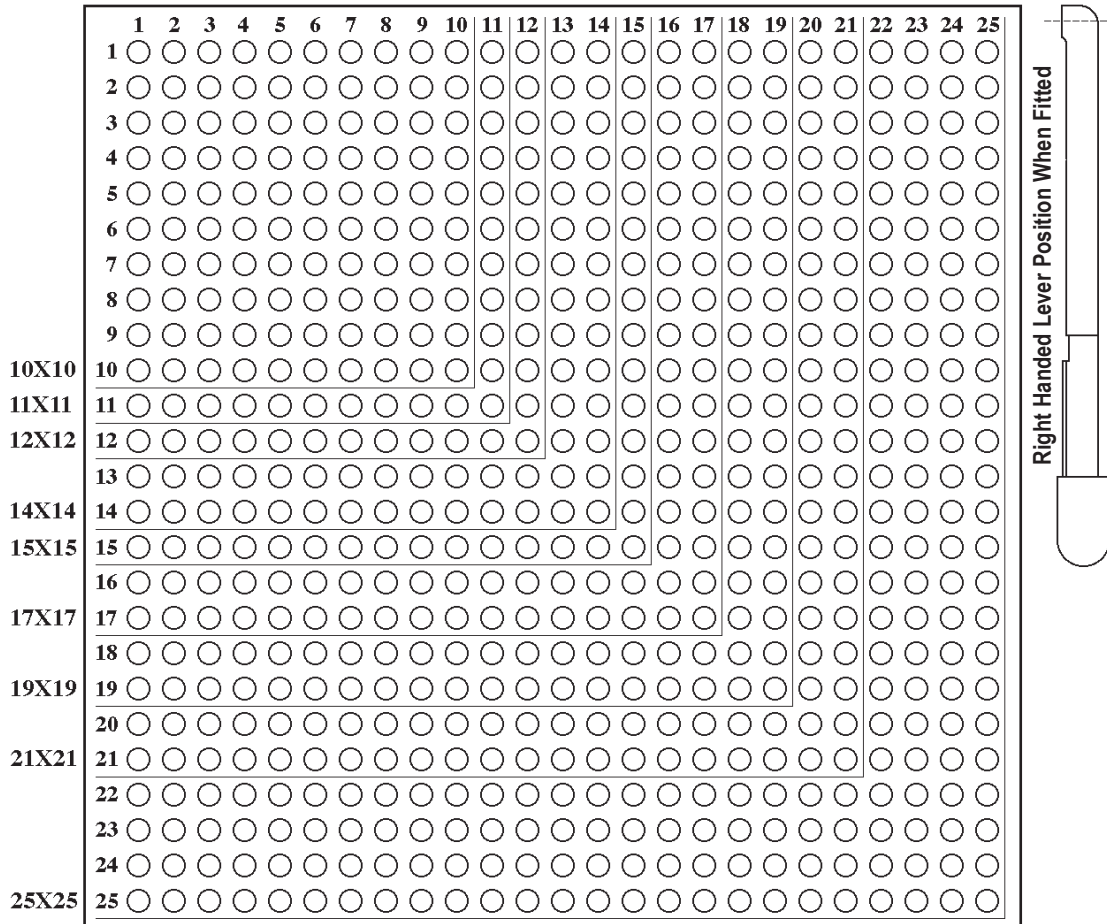 1 2 3 4 5 6 7 8 9 10 11 12 13 14 15 16 17 18 19 20 21 22 23 24 25
1
2
3
4
5
6
7
8
9
10X10 10
11X11 11
12X12 12
13
14X14 14
15X15 15
16
17X17 17
18
19X19 19
20
21X21 21
22
23
24
25X25 25
Right Handed Lever Position When Fitted